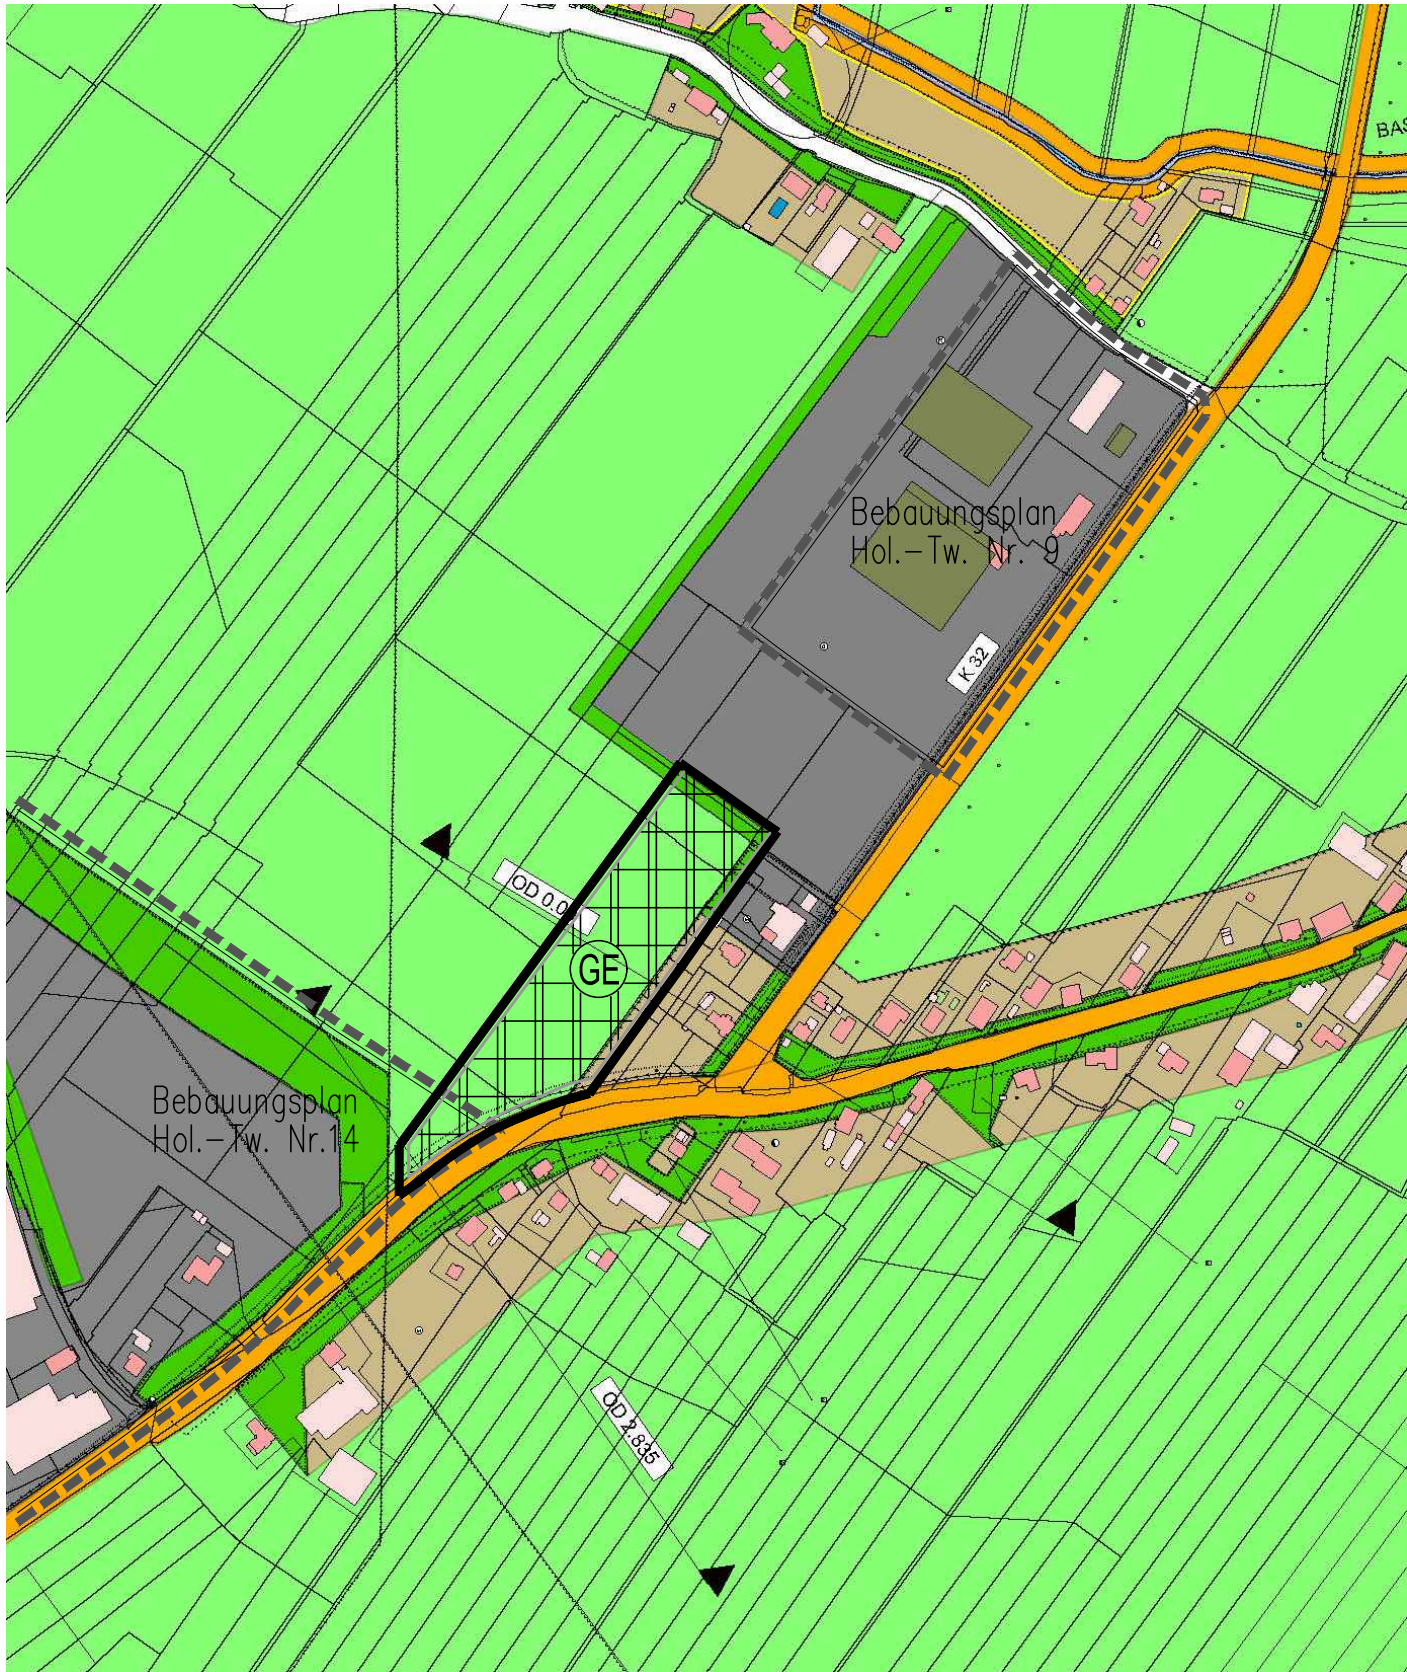 BAS
Bebauungsplan
Hol.-Tw. Nr. 9
K 32
OD 0.0
GE
Bebauungsplan
Hol.-Tw. Nr.14
OD 2.835